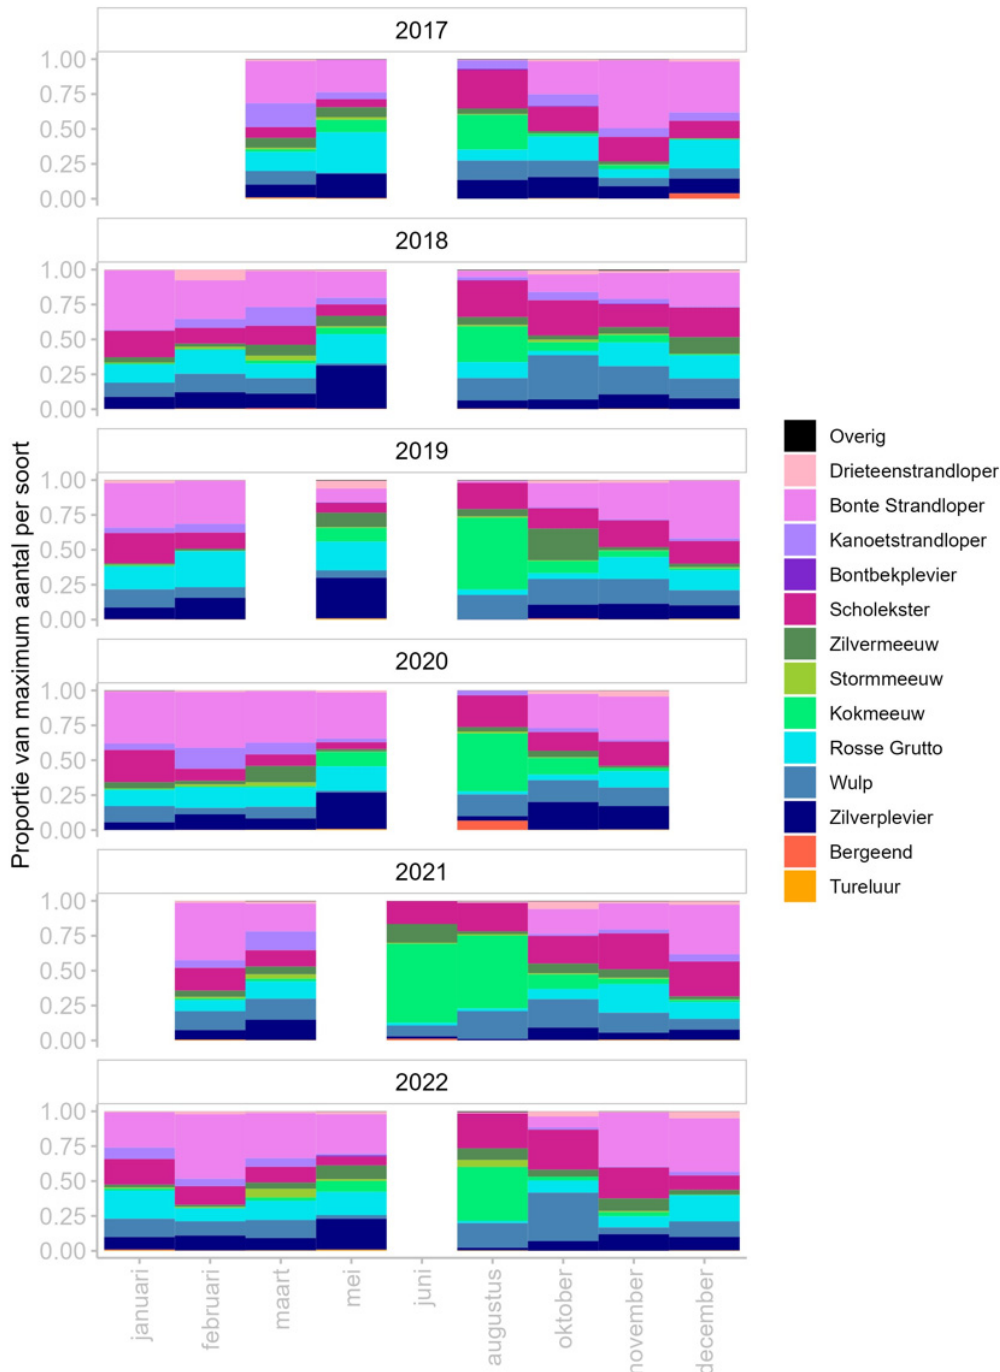 2017
1.00
0.75
0.50
0.25
0.00
2018
1.00
0.75
0.50
0.25
0.00
2019
1.00
0.75
0.50
0.25
0.00
2020
1.00
0.75
0.50
0.25
0.00
2021
1.00
0.75
0.50
0.25
0.00
2022
1.00
0.75
0.50
0.25
0.00
januari
februari
maart
mei
juni
augustus
oktober
november
december
Proportie van maximum aantal per soort
Overig
Drieteenstrandloper
Bonte Strandloper
Kanoetstrandloper
Bontbekplevier
Scholekster
Zilvermeeuw
Stormmeeuw
Kokmeeuw
Rosse Grutto
Wulp
Zilverplevier
Bergeend
Tureluur